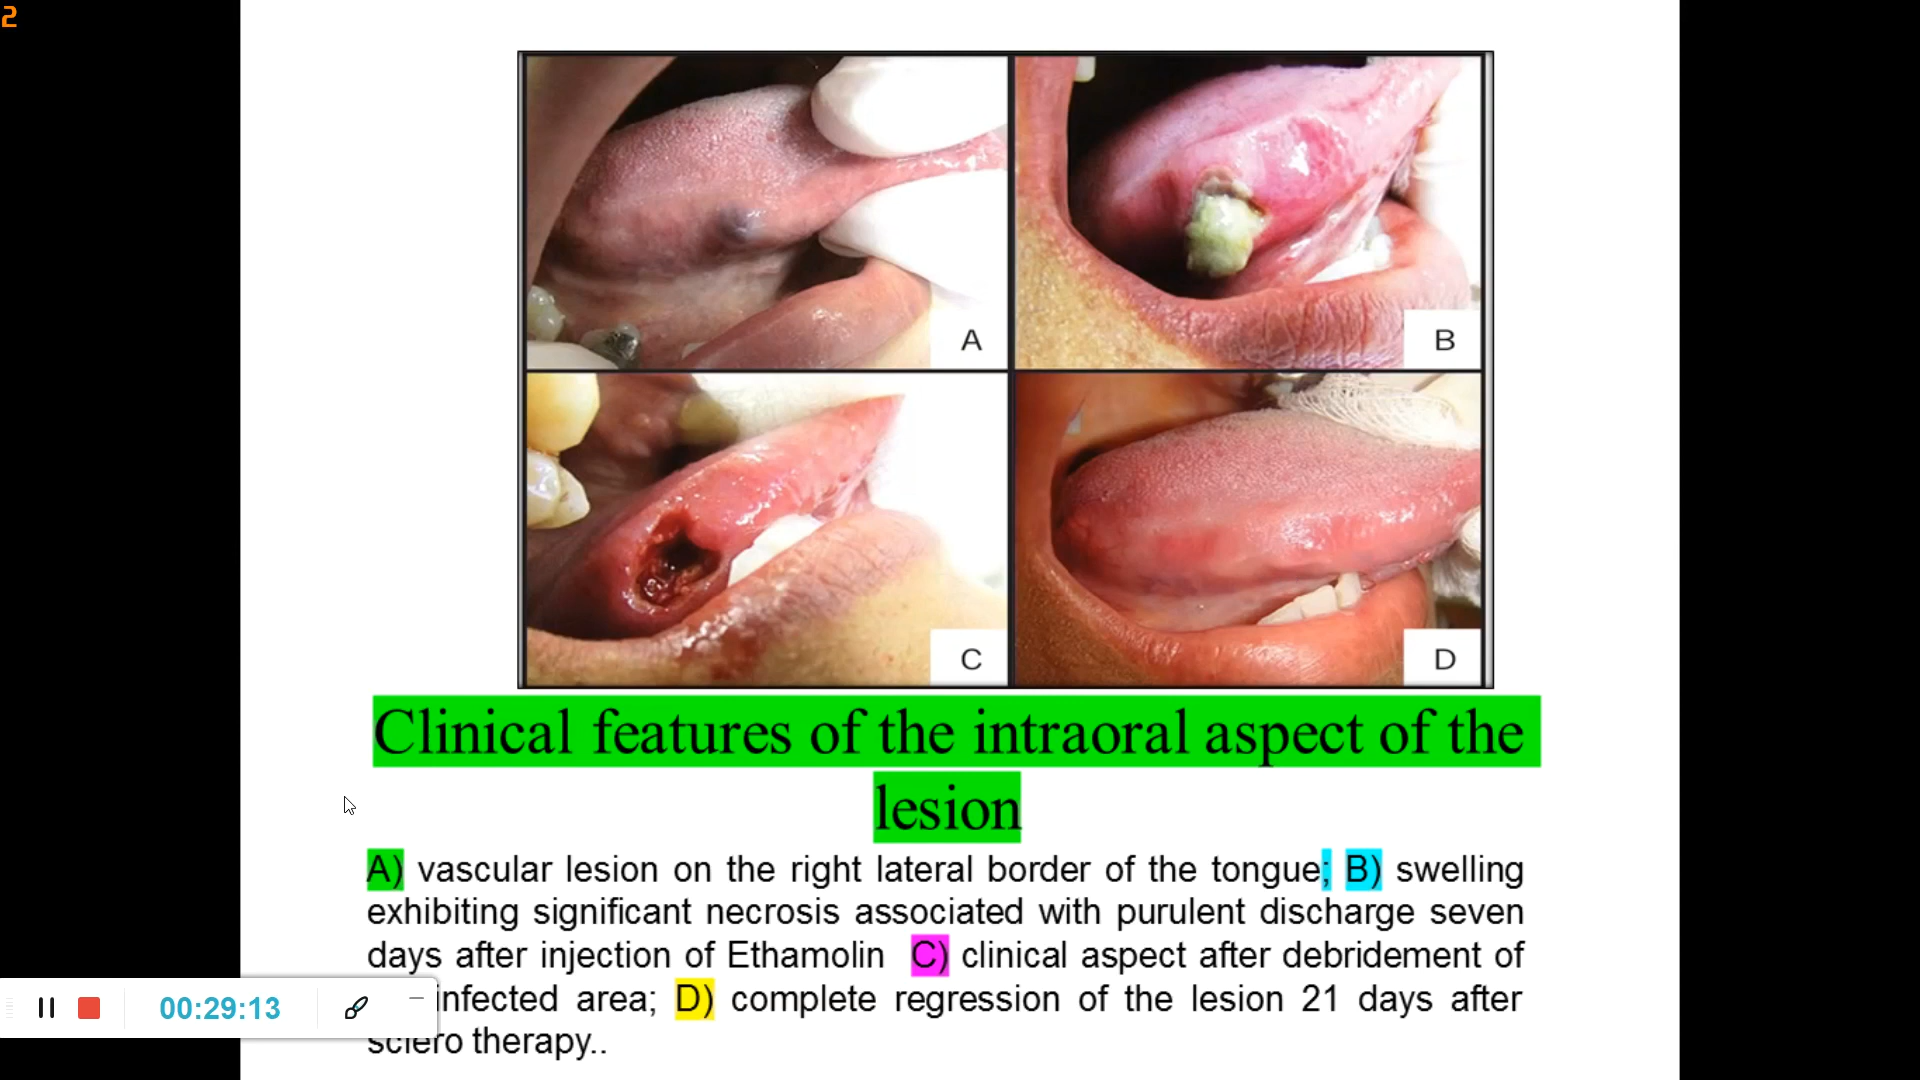 2
A
B
C
D
Clinical features of the intraoral aspect of the
lesion
A) vascular lesion on the right lateral border of the tongue; B) swelling
exhibiting significant necrosis associated with purulent discharge seven
days after injection of Ethamolin C) clinical aspect after debridement of
infected area; D) complete regression of the lesion 21 days after
sclero therapy..
00:29:13